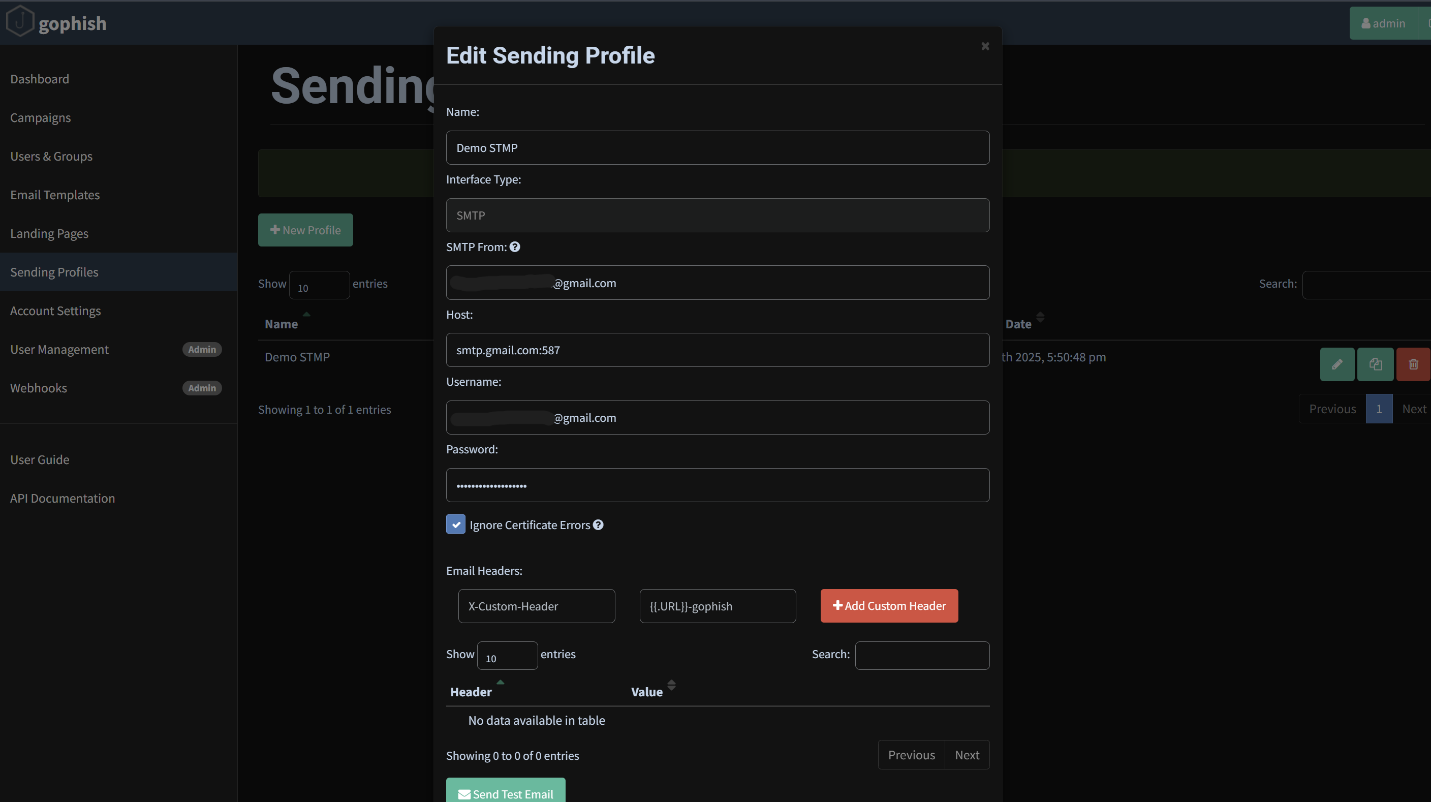 gophish
admin
Dashboard
Campaigns
Users & Groups
Email Templates
Landing Pages
Sending Profiles
Account Settings
User Management Admin
Webhooks Admin
User Guide
API Documentation
Sending
New Profile
Show 10 entries
Search:
Name
Date
Demo STMP
th 2025, 5:50:48 pm
Showing 1 to 1 of 1 entries
Previous 1 Next
Edit Sending Profile
×
Name:
Demo STMP
Interface Type:
SMTP
SMTP From:
@gmail.com
Host:
smtp.gmail.com:587
Username:
@gmail.com
Password:
•••••••••••••••••••
Ignore Certificate Errors
Email Headers:
X-Custom-Header {{.URL}}-gophish Add Custom Header
Show 10 entries Search:
Header Value
No data available in table
Showing 0 to 0 of 0 entries
Previous Next
Send Test Email